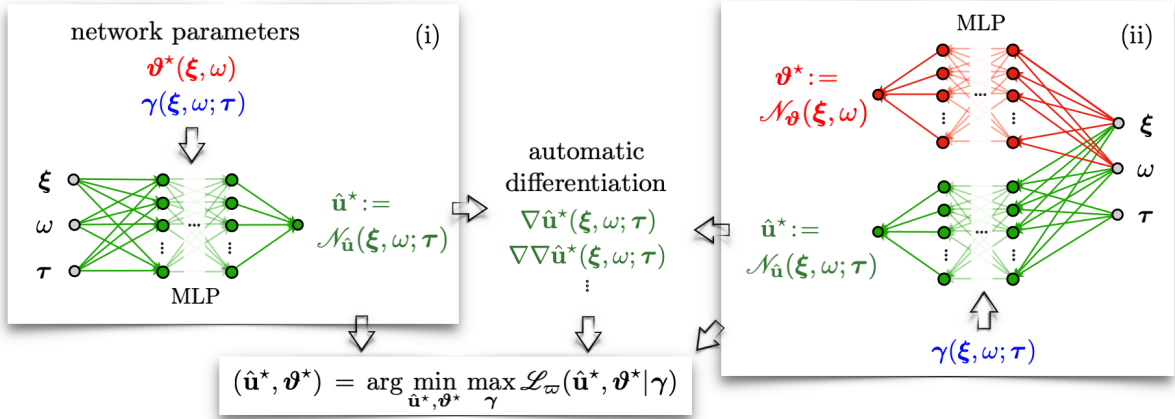 network parameters
(i)
𝝑⋆(𝝃, ω)
𝜸(𝝃, ω; 𝝉)
𝝃
ω
𝝉
⋮
...
⋮
MLP
û⋆ :=
𝒩û(𝝃, ω; 𝝉)
automatic
differentiation
∇û⋆(𝝃, ω; 𝝉)
∇∇û⋆(𝝃, ω; 𝝉)
⋮
MLP
(ii)
𝝑⋆ :=
𝒩𝝑(𝝃, ω)
⋮
...
⋮
𝝃
ω
𝝉
û⋆ :=
𝒩û(𝝃, ω; 𝝉)
⋮
...
⋮
𝜸(𝝃, ω; 𝝉)
(û⋆, 𝝑⋆) = arg min max ℒϖ(û⋆, 𝝑⋆|𝜸)
û⋆,𝝑⋆ 𝜸